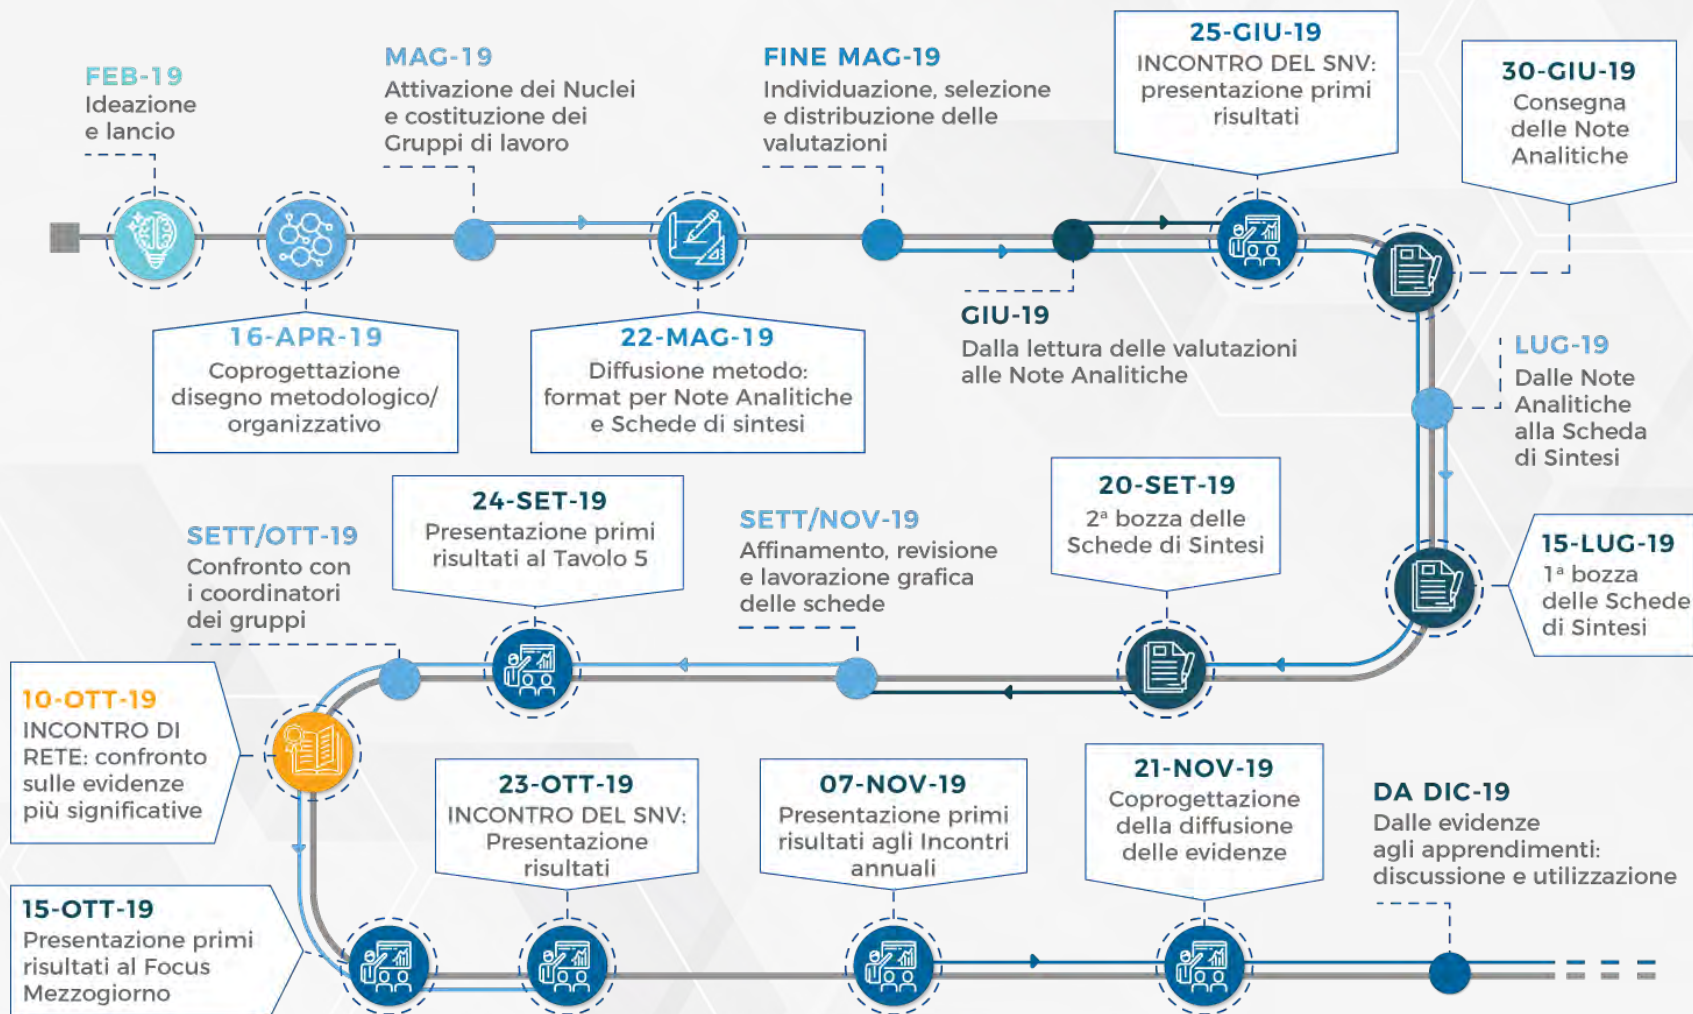 FEB-19
Ideazione
e lancio
16-APR-19
Coprogettazione
disegno metodologico/
organizzativo
MAG-19
Attivazione dei Nuclei
e costituzione dei
Gruppi di lavoro
22-MAG-19
Diffusione metodo:
format per Note Analitiche
e Schede di sintesi
FINE MAG-19
Individuazione, selezione
e distribuzione delle
valutazioni
GIU-19
Dalla lettura delle valutazioni
alle Note Analitiche
25-GIU-19
INCONTRO DEL SNV:
presentazione primi
risultati
30-GIU-19
Consegna
delle Note
Analitiche
LUG-19
Dalle Note
Analitiche
alla Scheda
di Sintesi
15-LUG-19
1ª bozza
delle Schede
di Sintesi
20-SET-19
2ª bozza delle
Schede di Sintesi
SETT/NOV-19
Affinamento, revisione
e lavorazione grafica
delle schede
24-SET-19
Presentazione primi
risultati al Tavolo 5
SETT/OTT-19
Confronto con
i coordinatori
dei gruppi
10-OTT-19
INCONTRO DI
RETE: confronto
sulle evidenze
più significative
15-OTT-19
Presentazione primi
risultati al Focus
Mezzogiorno
23-OTT-19
INCONTRO DEL SNV:
Presentazione
risultati
07-NOV-19
Presentazione primi
risultati agli Incontri
annuali
21-NOV-19
Coprogettazione
della diffusione
delle evidenze
DA DIC-19
Dalle evidenze
agli apprendimenti:
discussione e utilizzazione